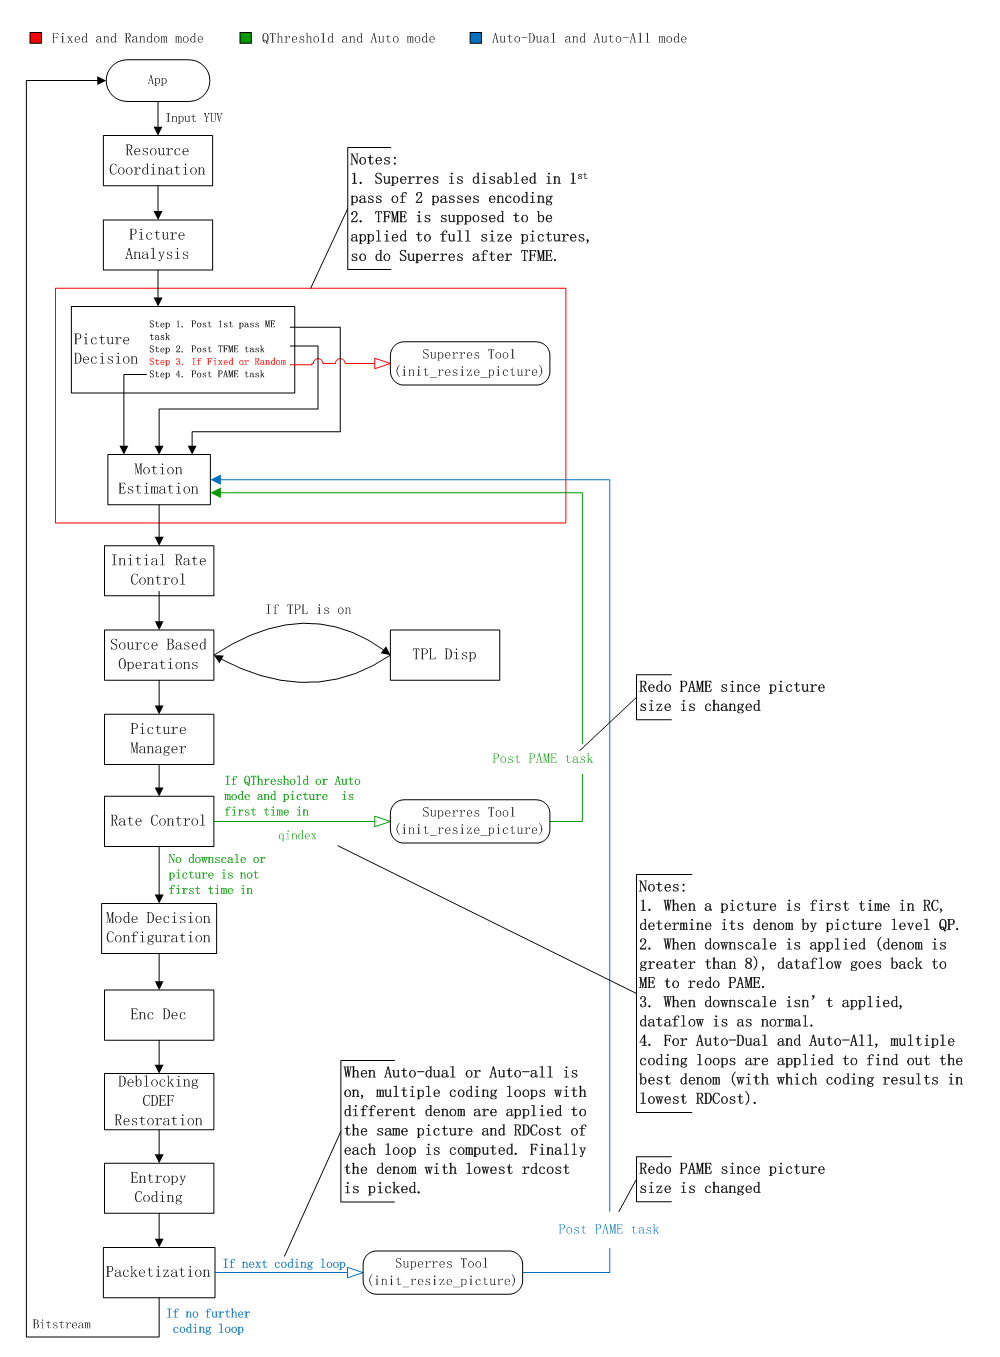 Fixed and Random mode
QThreshold and Auto mode
Auto-Dual and Auto-All mode
App
Input YUV
Resource
Coordination
Notes:
1. Superres is disabled in 1st
pass of 2 passes encoding
2. TFME is supposed to be
applied to full size pictures,
so do Superres after TFME.
Picture
Analysis
Picture
Decision
Step 1. Post 1st pass ME
task
Step 2. Post TFME task
Step 3. If Fixed or Random
Step 4. Post PAME task
Superres Tool
(init_resize_picture)
Motion
Estimation
Initial Rate
Control
If TPL is on
Source Based
Operations
TPL Disp
Redo PAME since picture
size is changed
Picture
Manager
Post PAME task
If QThreshold or Auto
mode and picture  is
first time in
Rate Control
qindex
Superres Tool
(init_resize_picture)
No downscale or
picture is not
first time in
Notes:
1. When a picture is first time in RC,
determine its denom by picture level QP.
2. When downscale is applied (denom is
greater than 8), dataflow goes back to
ME to redo PAME.
3. When downscale isn’t applied,
dataflow is as normal.
4. For Auto-Dual and Auto-All, multiple
coding loops are applied to find out the
best denom (with which coding results in
lowest RDCost).
Mode Decision
Configuration
Enc Dec
Deblocking
CDEF
Restoration
When Auto-dual or Auto-all is
on, multiple coding loops with
different denom are applied to
the same picture and RDCost of
each loop is computed. Finally
the denom with lowest rdcost
is picked.
Entropy
Coding
Redo PAME since picture
size is changed
Post PAME task
Packetization
If next coding loop
Superres Tool
(init_resize_picture)
Bitstream
If no further
coding loop